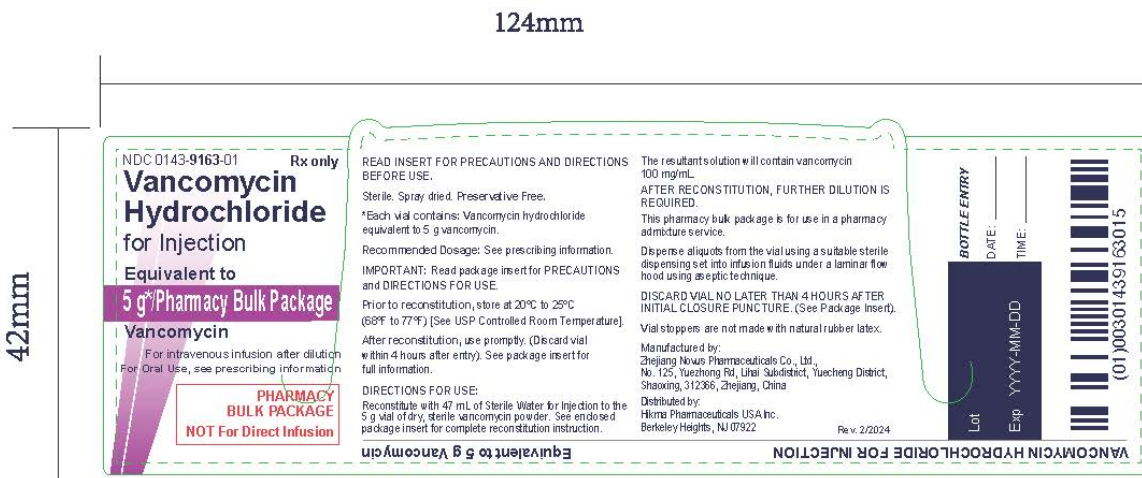 124mm
42mm
NDC 0143-9163-01 Rx only
Vancomycin
Hydrochloride
for Injection
Equivalent to
5 g*/Pharmacy Bulk Package
Vancomycin
For intravenous infusion after dilution
For Oral Use, see prescribing information
PHARMACY
BULK PACKAGE
NOT For Direct Infusion
READ INSERT FOR PRECAUTIONS AND DIRECTIONS
BEFORE USE.
Sterile. Spray dried. Preservative Free.
*Each vial contains: Vancomycin hydrochloride
equivalent to 5 g vancomycin.
Recommended Dosage: See prescribing information.
IMPORTANT: Read package insert for PRECAUTIONS
and DIRECTIONS FOR USE.
Prior to reconstitution, store at 20°C to 25°C
(68°F to 77°F) [See USP Controlled Room Temperature].
After reconstitution, use promptly. (Discard vial
within 4 hours after entry). See package insert for
full information.
DIRECTIONS FOR USE:
Reconstitute with 47 mL of Sterile Water for Injection to the
5 g vial of dry, sterile vancomycin powder. See enclosed
package insert for complete reconstitution instruction.
The resultant solution will contain vancomycin
100 mg/mL.
AFTER RECONSTITUTION, FURTHER DILUTION IS
REQUIRED.
This pharmacy bulk package is for use in a pharmacy
admixture service.
Dispense aliquots from the vial using a suitable sterile
dispensing set into infusion fluids under a laminar flow
hood using aseptic technique.
DISCARD VIAL NO LATER THAN 4 HOURS AFTER
INITIAL CLOSURE PUNCTURE. (See Package Insert).
Vial stoppers are not made with natural rubber latex.
Manufactured by:
Zhejiang Novus Pharmaceuticals Co., Ltd.,
No. 125, Yuezhong Rd, Lihai Subdistrict, Yuecheng District,
Shaoxing, 312366, Zhejiang, China
Distributed by:
Hikma Pharmaceuticals USA Inc.
Berkeley Heights, NJ 07922 Rev. 2/2024
BOTTLE ENTRY
DATE:
TIME:
Lot
Exp YYYY-MM-DD
(01)00301439163015
VANCOMYCIN HYDROCHLORIDE FOR INJECTION
Equivalent to 5 g Vancomycin